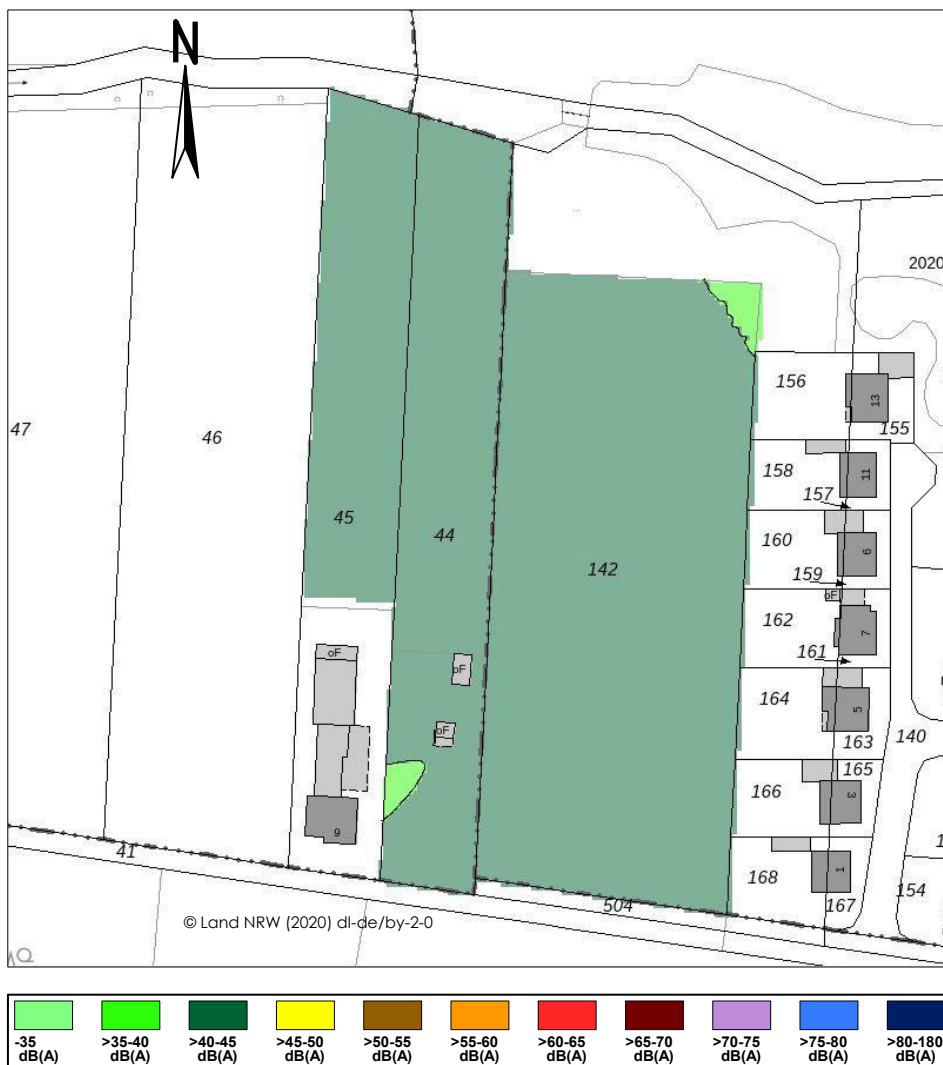 N
2020
156
13
155
47
46
158
11
157
45
44
160
9
142
159
oF
162
7
161
oF
oF
164
5
oF
163
140
165
166
3
9
41
168
1
154
504
167
© Land NRW (2020) dl-de/by-2-0
-35 dB(A)
>35-40 dB(A)
>40-45 dB(A)
>45-50 dB(A)
>50-55 dB(A)
>55-60 dB(A)
>60-65 dB(A)
>65-70 dB(A)
>70-75 dB(A)
>75-80 dB(A)
>80-180 dB(A)